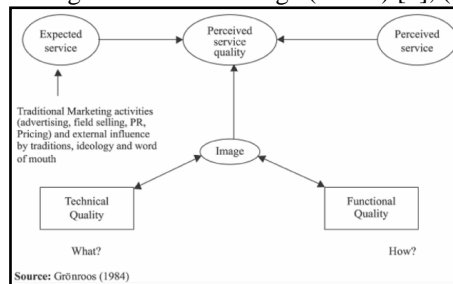 Expected
service
Perceived
service
quality
Perceived
service
Traditional Marketing activities
(advertising, field selling, PR,
Pricing) and external influence
by traditions, ideology and word
of mouth
Image
Technical
Quality
Functional
Quality
What?
How?
Source: Grönroos (1984)